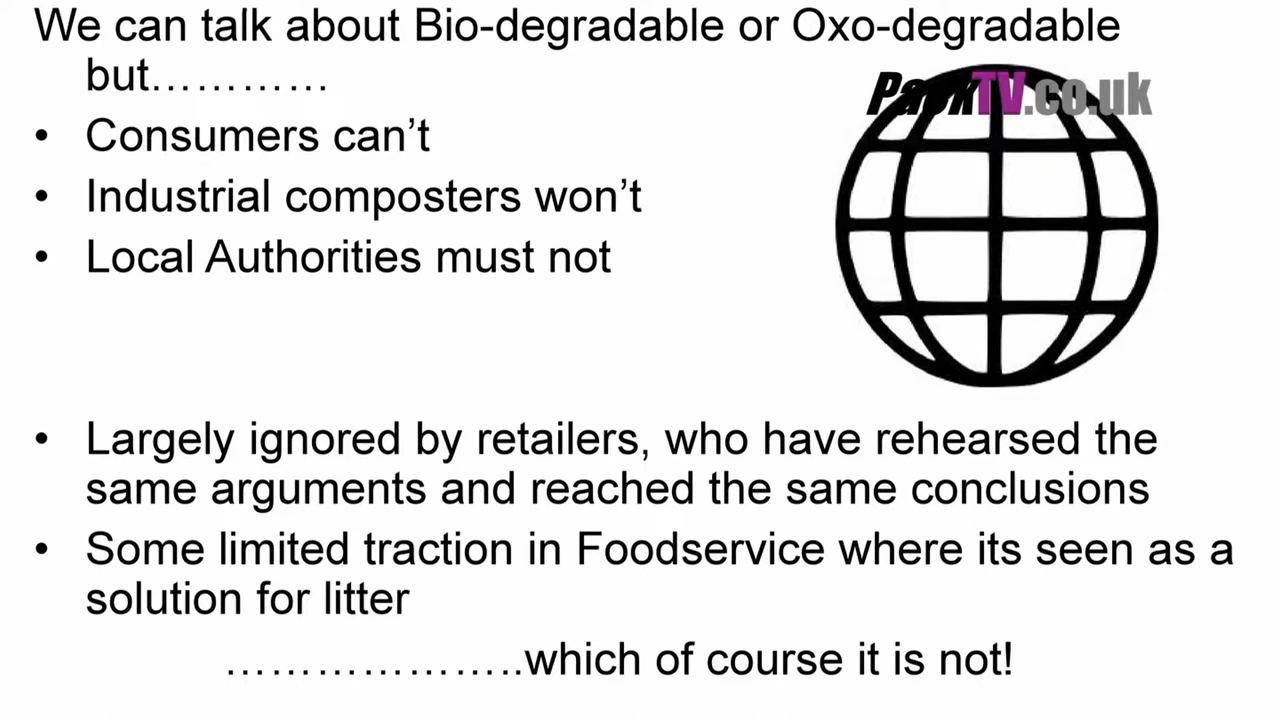 We can talk about Bio-degradable or Oxo-degradable
but…………
PackTV.co.uk
• Consumers can't
• Industrial composters won't
• Local Authorities must not
• Largely ignored by retailers, who have rehearsed the
same arguments and reached the same conclusions
• Some limited traction in Foodservice where its seen as a
solution for litter
………………..which of course it is not!